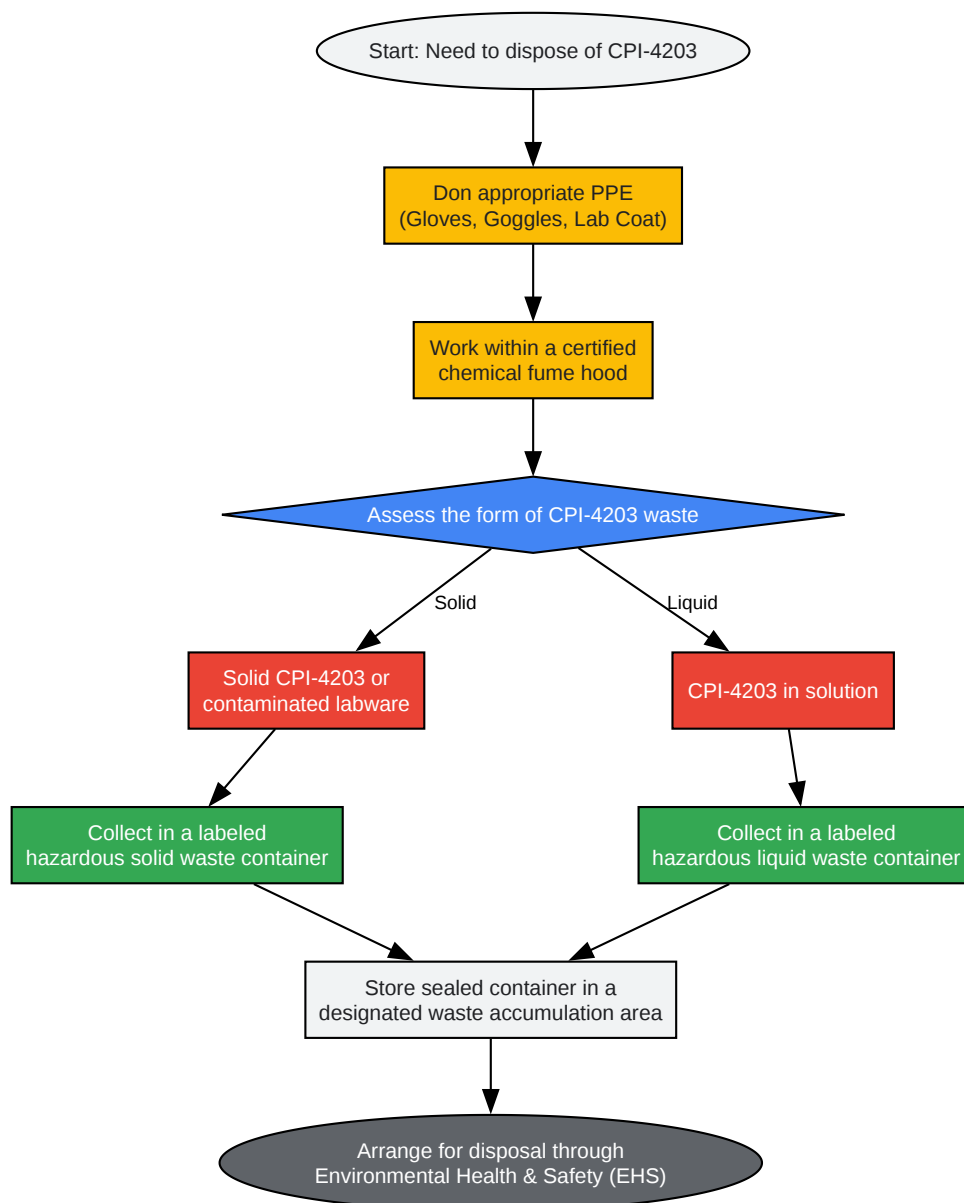 Start: Need to dispose of CPI-4203
Don appropriate PPE
(Gloves, Goggles, Lab Coat)
Work within a certified
chemical fume hood
Assess the form of CPI-4203 waste
Solid
Liquid
Solid CPI-4203 or
contaminated labware
CPI-4203 in solution
Collect in a labeled
hazardous solid waste container
Collect in a labeled
hazardous liquid waste container
Store sealed container in a
designated waste accumulation area
Arrange for disposal through
Environmental Health & Safety (EHS)